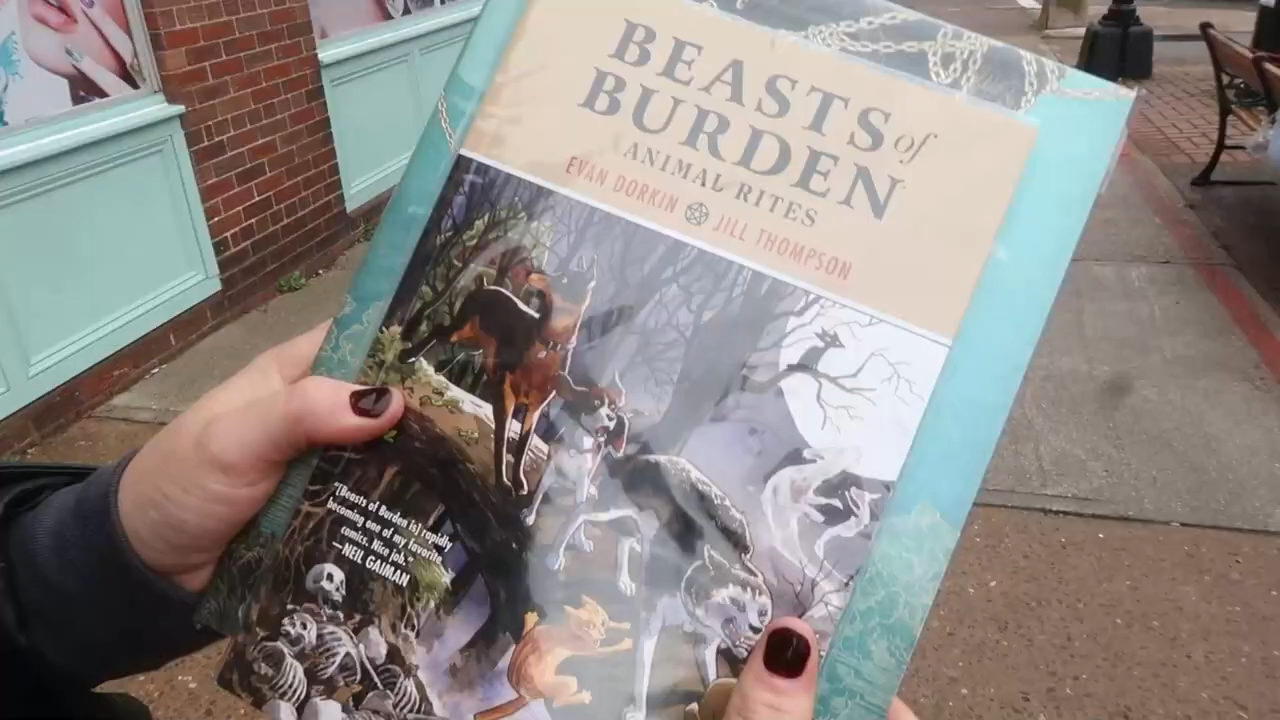 BEASTS of
BURDEN
ANIMAL RITES
EVAN DORKIN JILL THOMPSON
"[Beasts of Burden is] rapidly
becoming one of my favorite
comics. Nice job."
—NEIL GAIMAN